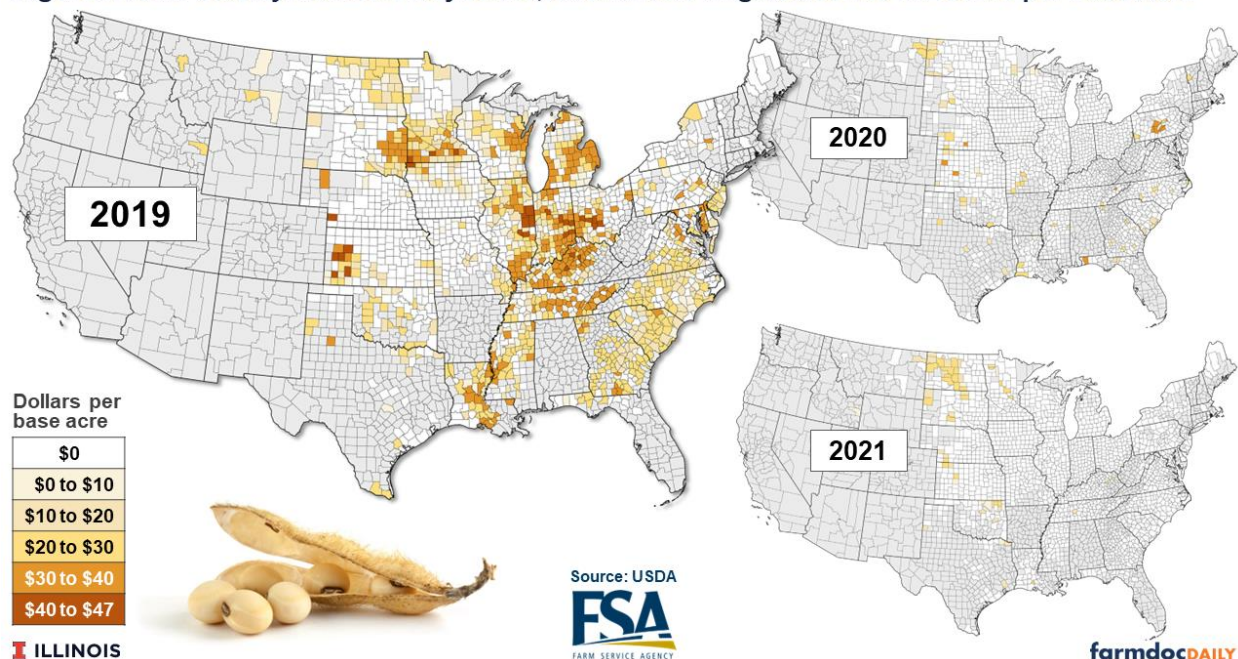 2019
2020
2021
Dollars per
base acre
$0
$0 to $10
$10 to $20
$20 to $30
$30 to $40
$40 to $47
Source: USDA
FSA
FARM SERVICE AGENCY
I ILLINOIS
farmdocDAILY